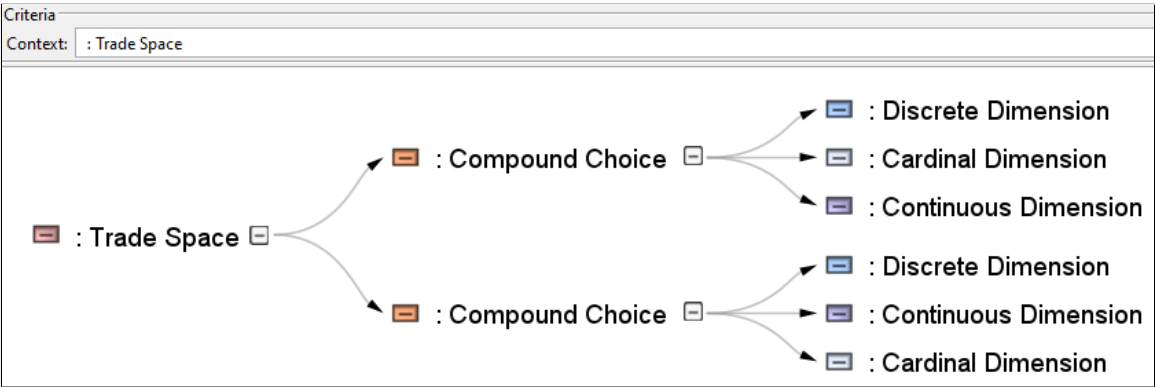 Criteria
Context: : Trade Space
: Discrete Dimension
: Compound Choice
: Cardinal Dimension
: Continuous Dimension
: Trade Space
: Discrete Dimension
: Compound Choice
: Continuous Dimension
: Cardinal Dimension